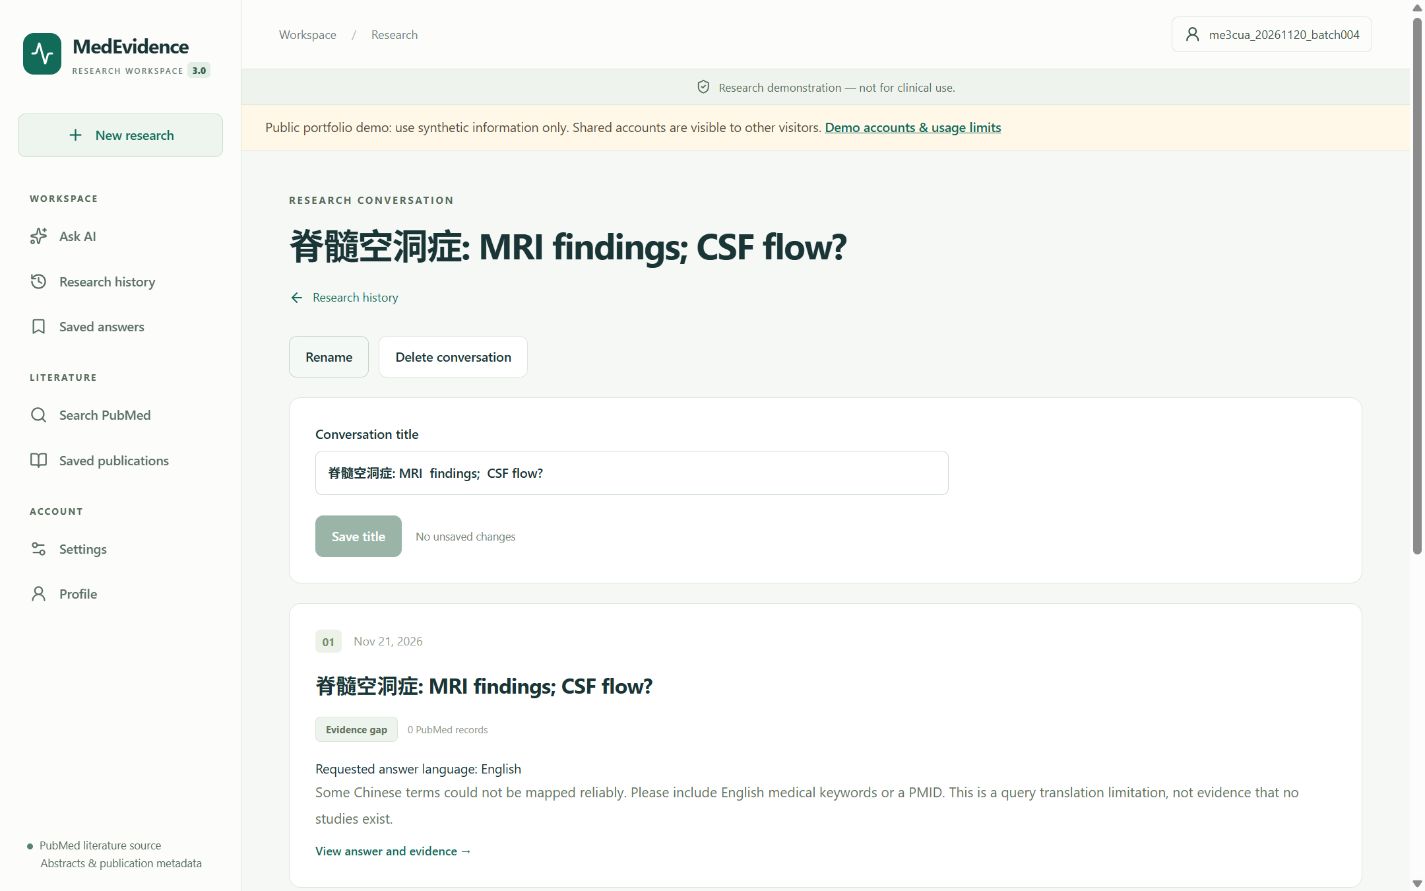 MedEvidence
RESEARCH WORKSPACE 3.0
New research
WORKSPACE
Ask AI
Research history
Saved answers
LITERATURE
Search PubMed
Saved publications
ACCOUNT
Settings
Profile
PubMed literature source
Abstracts & publication metadata
Workspace / Research
me3cua_20261120_batch004
Research demonstration — not for clinical use.
Public portfolio demo: use synthetic information only. Shared accounts are visible to other visitors. Demo accounts & usage limits
RESEARCH CONVERSATION
脊髓空洞症: MRI findings; CSF flow?
← Research history
Rename
Delete conversation
Conversation title
脊髓空洞症: MRI  findings;  CSF flow?
Save title
No unsaved changes
01 Nov 21, 2026
脊髓空洞症: MRI findings; CSF flow?
Evidence gap
0 PubMed records
Requested answer language: English
Some Chinese terms could not be mapped reliably. Please include English medical keywords or a PMID. This is a query translation limitation, not evidence that no
studies exist.
View answer and evidence →